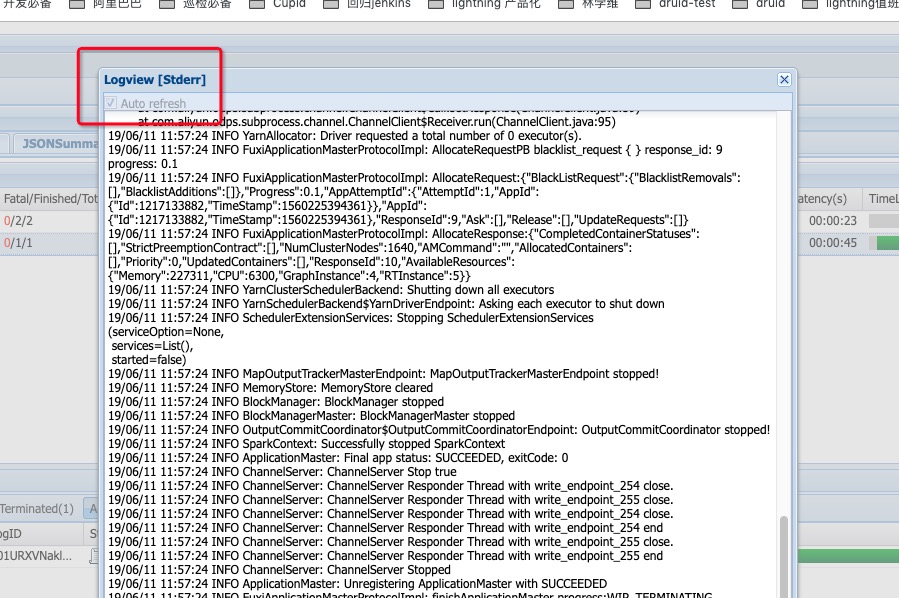 开发必备 阿里巴巴 巡检必备 Cupid 回归jenkins lightning 产品化 林学维 druid-test druid lightning值班
Logview [Stderr]
Auto refresh
at com.aliyun.odps.subprocess.channel.ChannelClient$Receiver.run(ChannelClient.java:95)
19/06/11 11:57:24 INFO YarnAllocator: Driver requested a total number of 0 executor(s).
19/06/11 11:57:24 INFO FuxiApplicationMasterProtocolImpl: AllocateRequestPB blacklist_request { } response_id: 9
progress: 0.1
19/06/11 11:57:24 INFO FuxiApplicationMasterProtocolImpl: AllocateRequest:{"BlackListRequest":{"BlacklistRemovals":
[],"BlacklistAdditions":[]},"Progress":0.1,"AppAttemptId":{"AttemptId":1,"AppId":
{"Id":1217133882,"TimeStamp":1560225394361}},"AppId":
{"Id":1217133882,"TimeStamp":1560225394361},"ResponseId":9,"Ask":[],"Release":[],"UpdateRequests":[]}
19/06/11 11:57:24 INFO FuxiApplicationMasterProtocolImpl: AllocateResponse:{"CompletedContainerStatuses":
[],"StrictPreemptionContract":[],"NumClusterNodes":1640,"AMCommand":"","AllocatedContainers":
[],"Priority":0,"UpdatedContainers":[],"ResponseId":10,"AvailableResources":
{"Memory":227311,"CPU":6300,"GraphInstance":4,"RTInstance":5}}
19/06/11 11:57:24 INFO YarnClusterSchedulerBackend: Shutting down all executors
19/06/11 11:57:24 INFO YarnSchedulerBackend$YarnDriverEndpoint: Asking each executor to shut down
19/06/11 11:57:24 INFO SchedulerExtensionServices: Stopping SchedulerExtensionServices
(serviceOption=None,
services=List(),
started=false)
19/06/11 11:57:24 INFO MapOutputTrackerMasterEndpoint: MapOutputTrackerMasterEndpoint stopped!
19/06/11 11:57:24 INFO MemoryStore: MemoryStore cleared
19/06/11 11:57:24 INFO BlockManager: BlockManager stopped
19/06/11 11:57:24 INFO BlockManagerMaster: BlockManagerMaster stopped
19/06/11 11:57:24 INFO OutputCommitCoordinator$OutputCommitCoordinatorEndpoint: OutputCommitCoordinator stopped!
19/06/11 11:57:24 INFO SparkContext: Successfully stopped SparkContext
19/06/11 11:57:24 INFO ApplicationMaster: Final app status: SUCCEEDED, exitCode: 0
19/06/11 11:57:24 INFO ChannelServer: ChannelServer Stop true
19/06/11 11:57:24 INFO ChannelServer: ChannelServer Responder Thread with write_endpoint_254 close.
19/06/11 11:57:24 INFO ChannelServer: ChannelServer Responder Thread with write_endpoint_255 close.
19/06/11 11:57:24 INFO ChannelServer: ChannelServer Responder Thread with write_endpoint_254 close.
19/06/11 11:57:24 INFO ChannelServer: ChannelServer Responder Thread with write_endpoint_254 end
19/06/11 11:57:24 INFO ChannelServer: ChannelServer Responder Thread with write_endpoint_255 close.
19/06/11 11:57:24 INFO ChannelServer: ChannelServer Responder Thread with write_endpoint_255 end
19/06/11 11:57:24 INFO ChannelServer: ChannelServer Stopped
19/06/11 11:57:24 INFO ApplicationMaster: Unregistering ApplicationMaster with SUCCEEDED
19/06/11 11:57:24 INFO FuxiApplicationMasterProtocolImpl: finishApplicationMaster progress:WIP_TERMINATING
JSONSumma
Fatal/Finished/Tot
0/2/2
0/1/1
atency(s) TimeL
00:00:23
00:00:45
Terminated(1) A
ogID S
01URXVNakl...